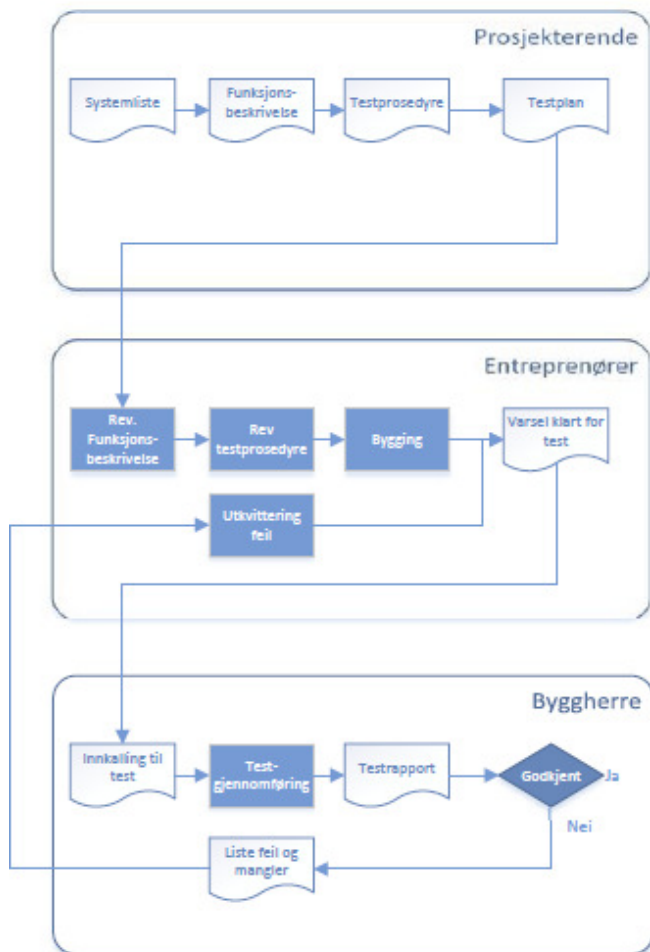 Prosjekterende
Systemliste
Funksjons-
beskrivelse
Testprosedyre
Testplan
Entreprenører
Rev.
Funksjons-
beskrivelse
Rev
testprosedyre
Bygging
Varsel klart for
test
Utkvittering
feil
Byggherre
Innkalling til
test
Test-
gjennomføring
Testrapport
Godkjent
Ja
Nei
Liste feil og
mangler